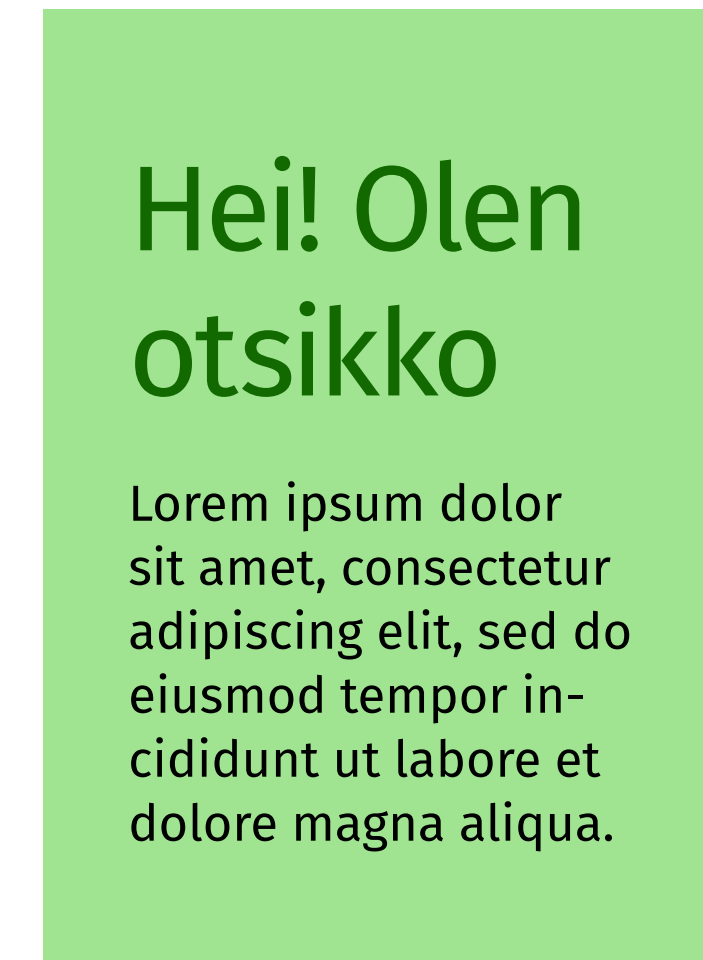 Hei! Olen
otsikko
Lorem ipsum dolor
sit amet, consectetur
adipiscing elit, sed do
eiusmod tempor in-
cididunt ut labore et
dolore magna aliqua.